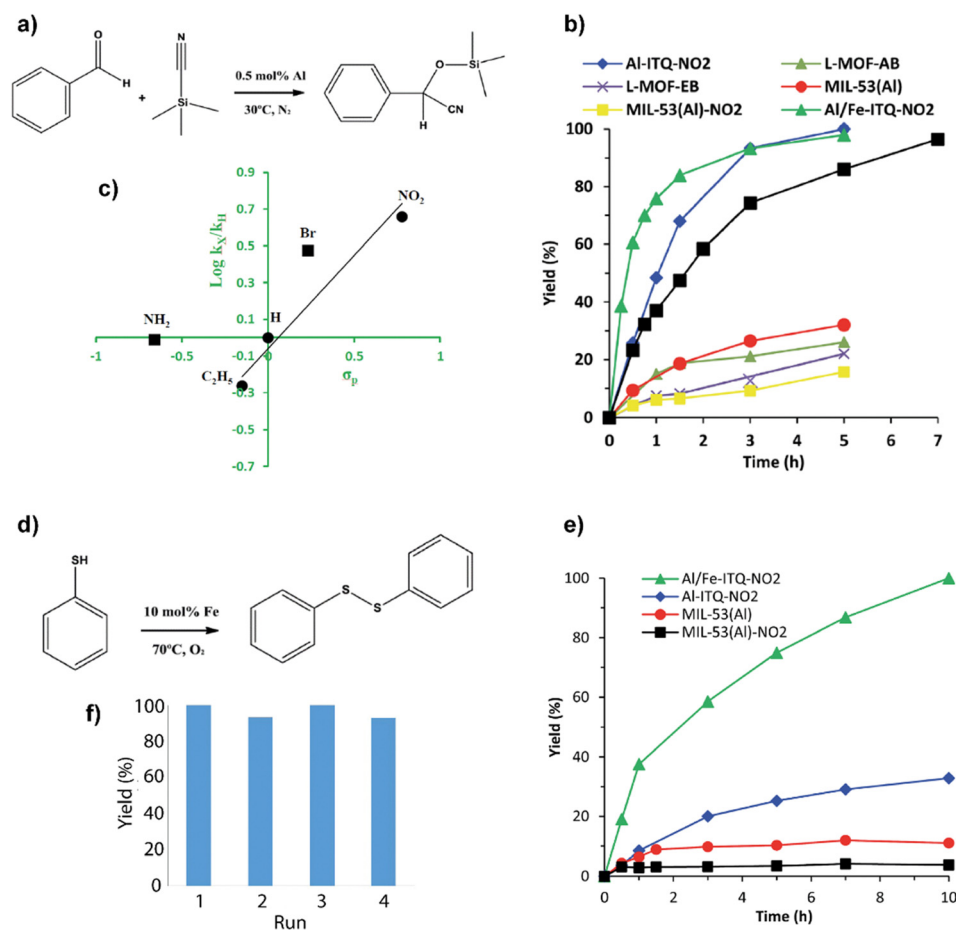 a)
O
H
+
N
Si
0.5 mol% Al
30ºC, N₂
O
Si
CN
H
b)
Al-ITQ-NO2
L-MOF-AB
L-MOF-EB
MIL-53(Al)
MIL-53(Al)-NO2
Al/Fe-ITQ-NO2
100
80
60
40
20
0
Yield (%)
0
1
2
3
4
5
6
7
Time (h)
c)
0.9
0.7
0.5
0.3
0.1
-0.1
-0.3
-0.5
-0.7
Log kX/kH
NO₂
Br
H
NH₂
C₂H₅
-1
-0.5
0
0.5
1
σp
d)
SH
10 mol% Fe
70ºC, O₂
S
S
e)
Al/Fe-ITQ-NO2
Al-ITQ-NO2
MIL-53(Al)
MIL-53(Al)-NO2
100
80
60
40
20
0
Yield (%)
0
2
4
6
8
10
Time (h)
f)
100
80
60
40
20
0
Yield (%)
1 2 3 4
Run